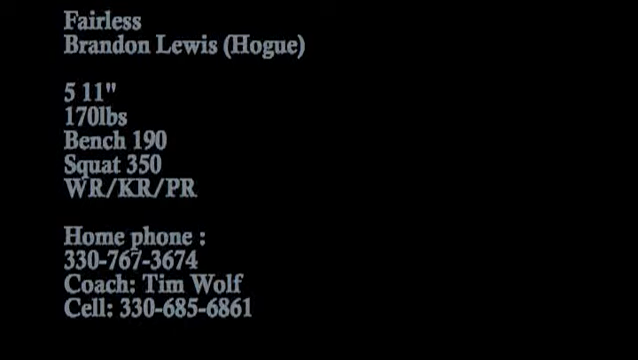 Fairless
Brandon Lewis (Hogue)
5 11"
170lbs
Bench 190
Squat 350
WR/KR/PR
Home phone :
330-767-3674
Coach: Tim Wolf
Cell: 330-685-6861